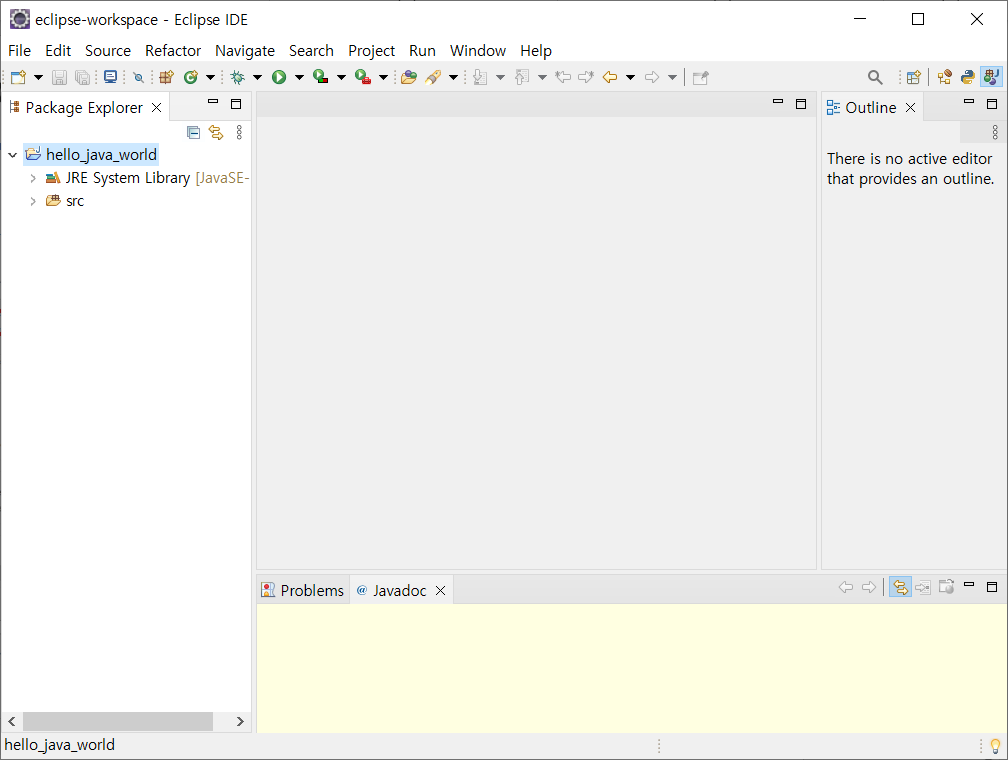 eclipse-workspace - Eclipse IDE
File Edit Source Refactor Navigate Search Project Run Window Help
Package Explorer
hello_java_world
JRE System Library [JavaSE-
src
Outline
There is no active editor
that provides an outline.
Problems
@ Javadoc
hello_java_world